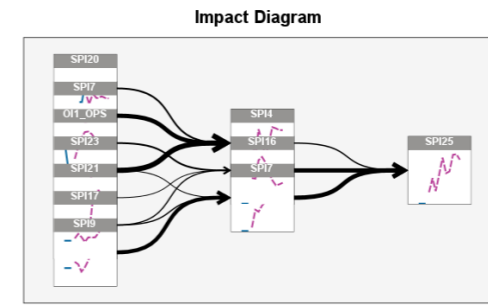 Impact Diagram
SPI20
SPI7
OI1_OPS
SPI23
SPI21
SPI17
SPI9
SPI4
SPI16
SPI7
SPI25